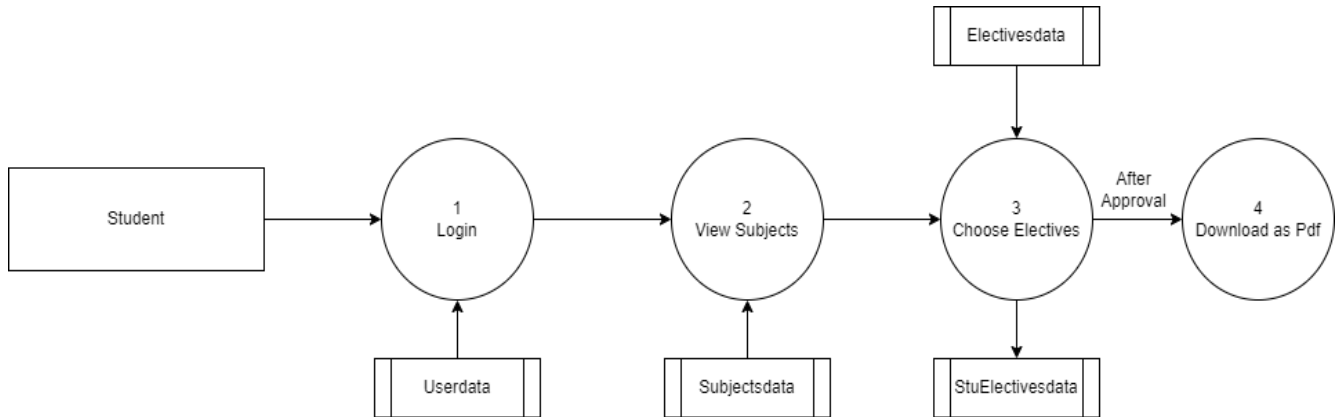 Electivesdata
Student
1
Login
2
View Subjects
3
Choose Electives
After
Approval
4
Download as Pdf
Userdata
Subjectsdata
StuElectivesdata